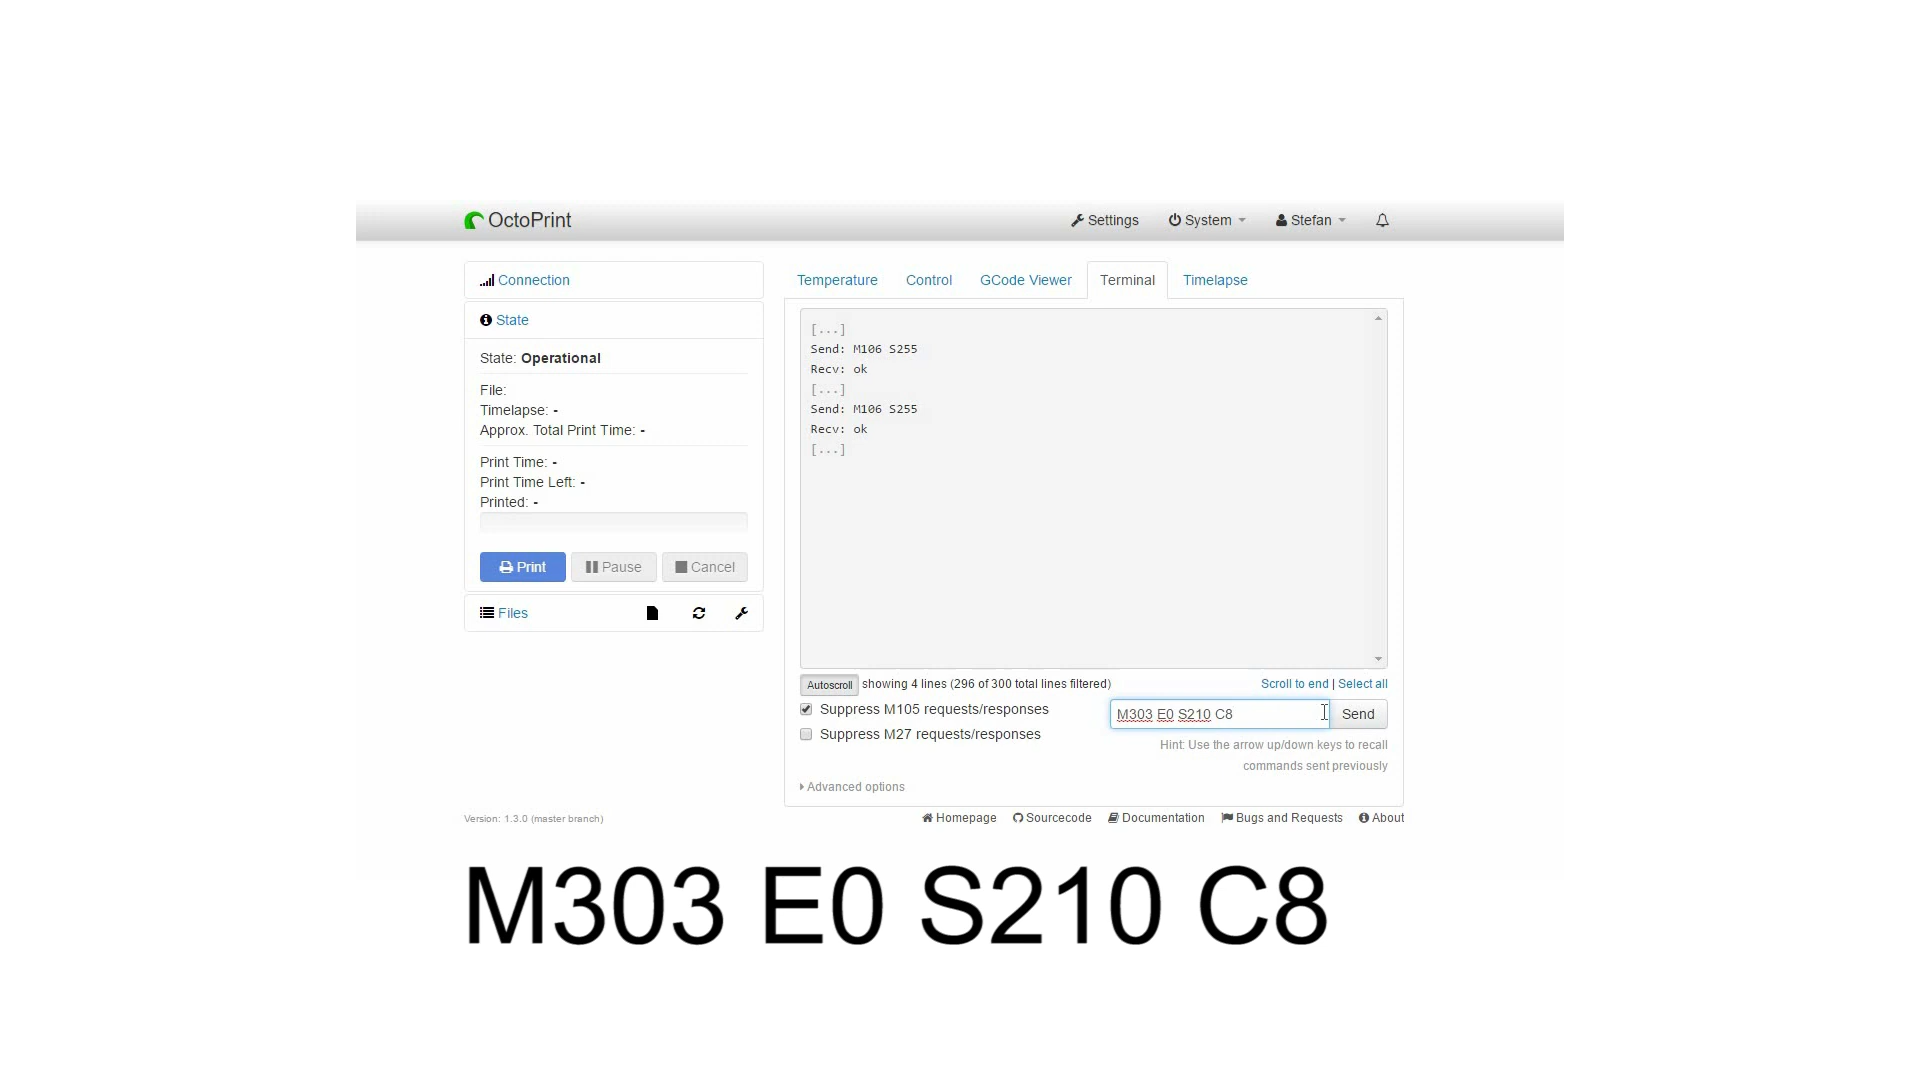 OctoPrint
Settings System Stefan
Connection
State
State: Operational
File:
Timelapse: -
Approx. Total Print Time: -
Print Time: -
Print Time Left: -
Printed: -
Print Pause Cancel
Files
Temperature Control GCode Viewer Terminal Timelapse
[...]
Send: M106 S255
Recv: ok
[...]
Send: M106 S255
Recv: ok
[...]
Autoscroll showing 4 lines (296 of 300 total lines filtered) Scroll to end | Select all
Suppress M105 requests/responses
Suppress M27 requests/responses
M303 E0 S210 C8 Send
Hint: Use the arrow up/down keys to recall
commands sent previously
Advanced options
Version: 1.3.0 (master branch)
Homepage Sourcecode Documentation Bugs and Requests About
M303 E0 S210 C8